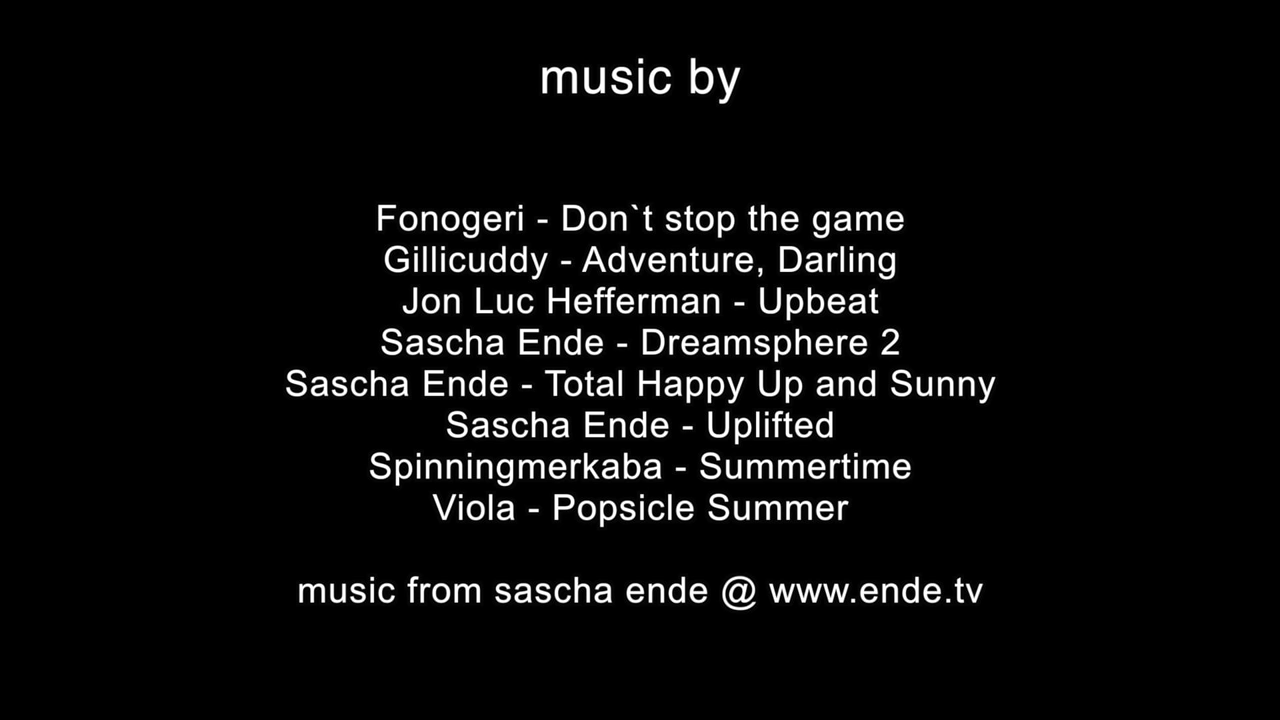 music by
Fonogeri - Don`t stop the game
Gillicuddy - Adventure, Darling
Jon Luc Hefferman - Upbeat
Sascha Ende - Dreamsphere 2
Sascha Ende - Total Happy Up and Sunny
Sascha Ende - Uplifted
Spinningmerkaba - Summertime
Viola - Popsicle Summer
music from sascha ende @ www.ende.tv